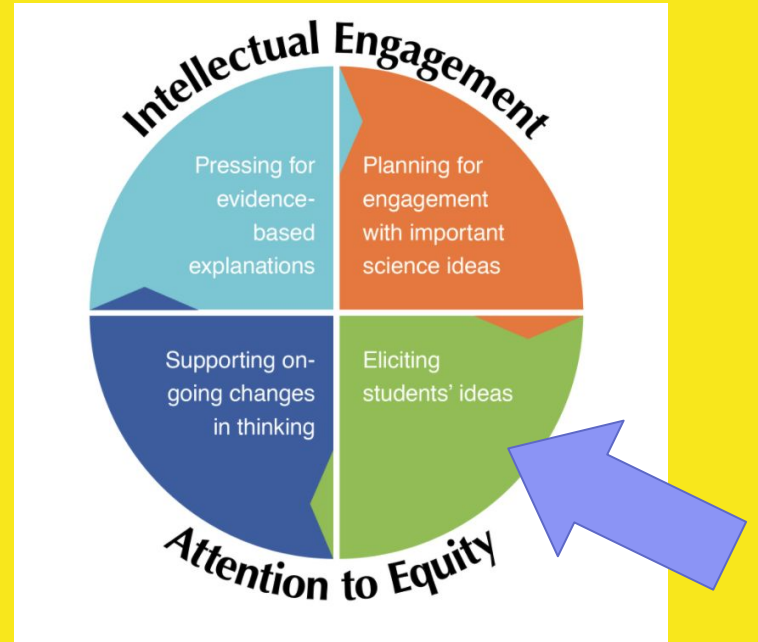 Intellectual Engagement
Pressing for
evidence-
based
explanations
Planning for
engagement
with important
science ideas
Supporting on-
going changes
in thinking
Eliciting
students’ ideas
Attention to Equity